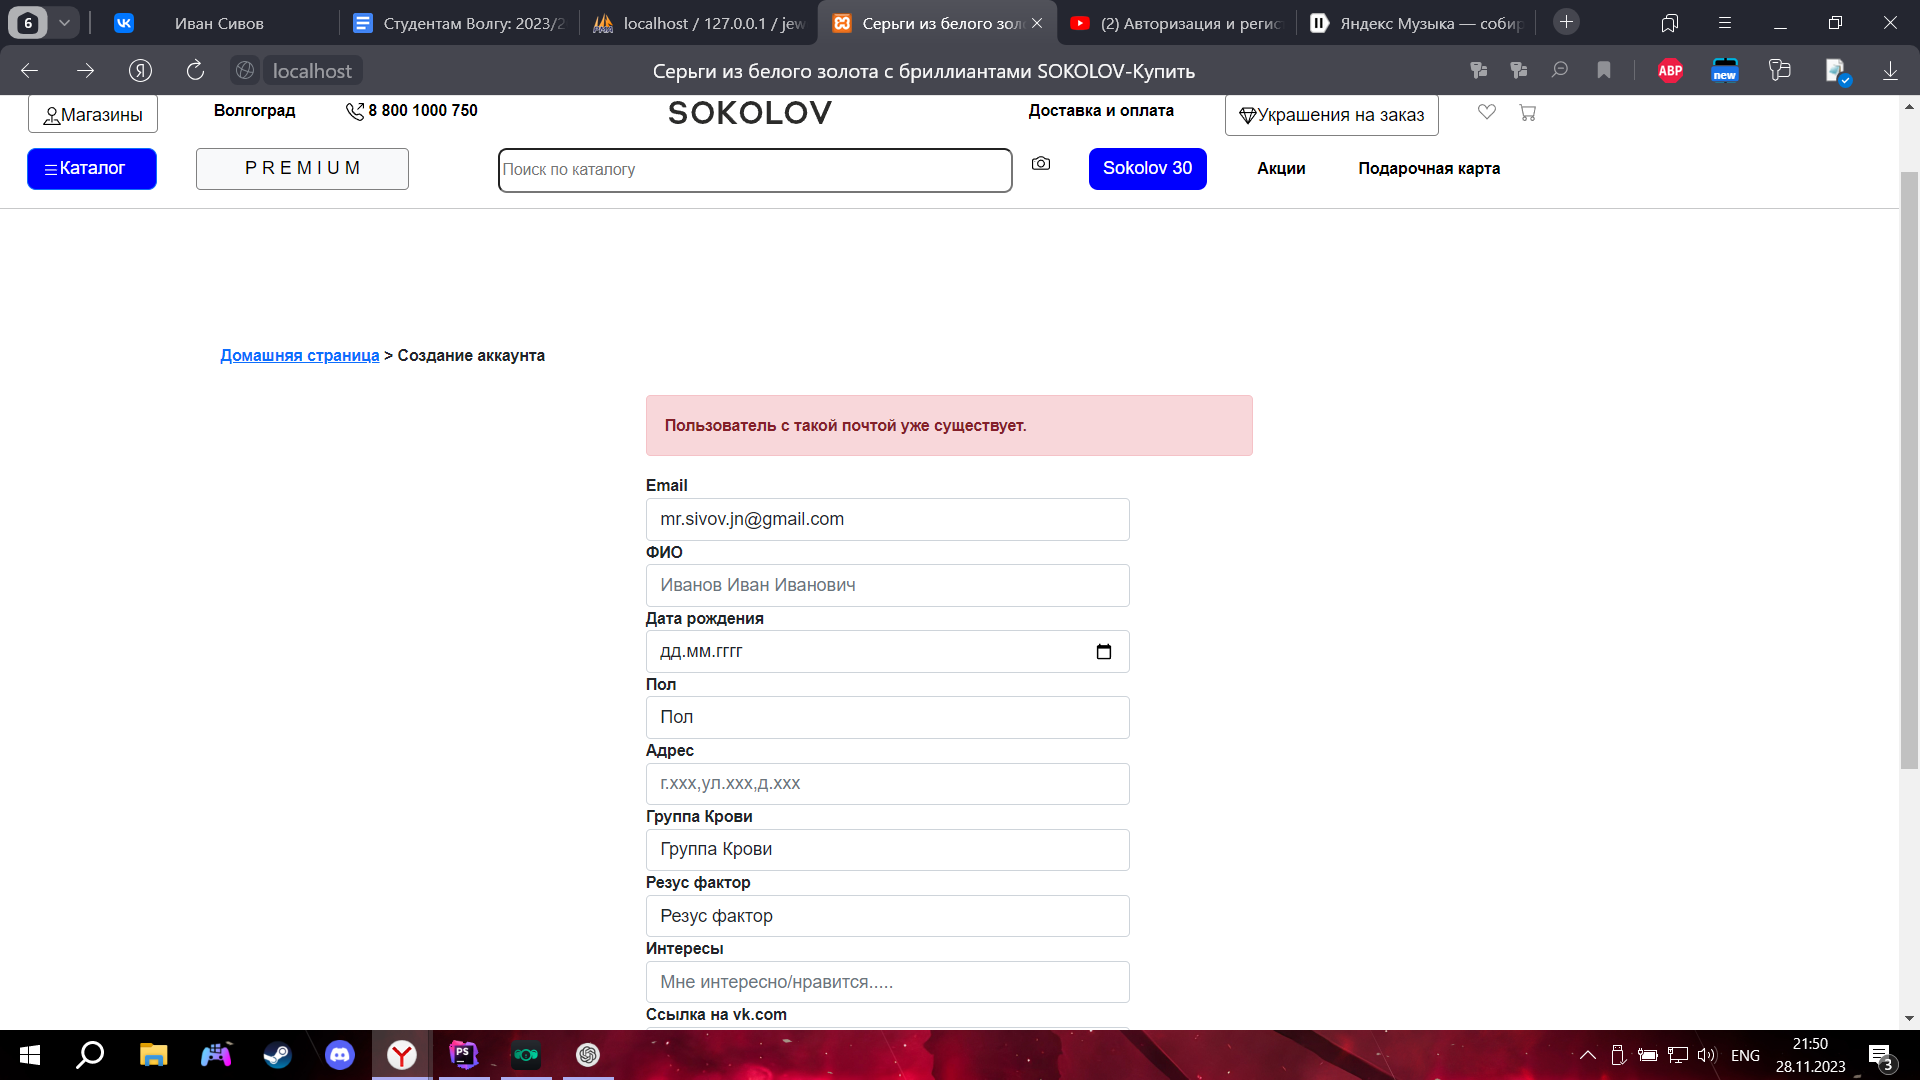 6
Иван Сивов
Студентам Волгу: 2023/2
localhost / 127.0.0.1 / jew
Серьги из белого зол
(2) Авторизация и регис
Яндекс Музыка — собир
localhost
Серьги из белого золота с бриллиантами SOKOLOV-Купить
ABP
new
Магазины
Волгоград
8 800 1000 750
SOKOLOV
Доставка и оплата
Украшения на заказ
Каталог
PREMIUM
Поиск по каталогу
Sokolov 30
Акции
Подарочная карта
Домашняя страница > Создание аккаунта
Пользователь с такой почтой уже существует.
Email
mr.sivov.jn@gmail.com
ФИО
Иванов Иван Иванович
Дата рождения
дд.мм.гггг
Пол
Пол
Адрес
г.ххх,ул.ххх,д.ххх
Группа Крови
Группа Крови
Резус фактор
Резус фактор
Интересы
Мне интересно/нравится.....
Ссылка на vk.com
PS
ENG
21:50
28.11.2023
3